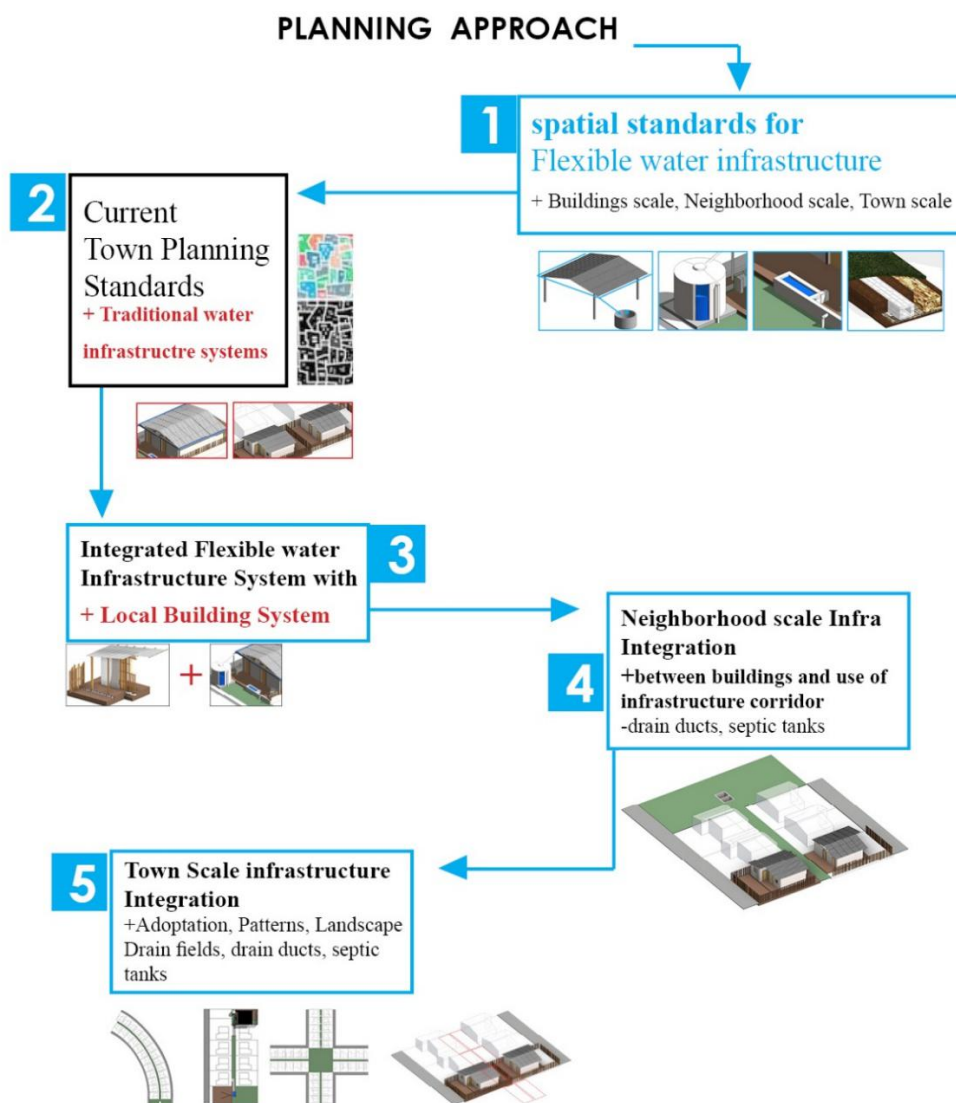 PLANNING APPROACH
1
spatial standards for
Flexible water infrastructure
+ Buildings scale, Neighborhood scale, Town scale
2
Current
Town Planning
Standards
+ Traditional water
infrastructre systems
Integrated Flexible water
Infrastructure System with
+ Local Building System
3
+
4
Neighborhood scale Infra
Integration
+between buildings and use of
infrastructure corridor
-drain ducts, septic tanks
5
Town Scale infrastructure
Integration
+Adoptation, Patterns, Landscape
Drain fields, drain ducts, septic
tanks